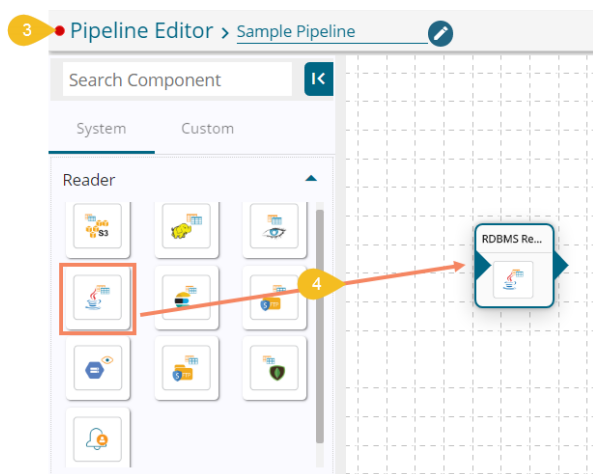 3
Pipeline Editor > Sample Pipeline
Search Component
System Custom
Reader
S3
RDBMS Re...
4